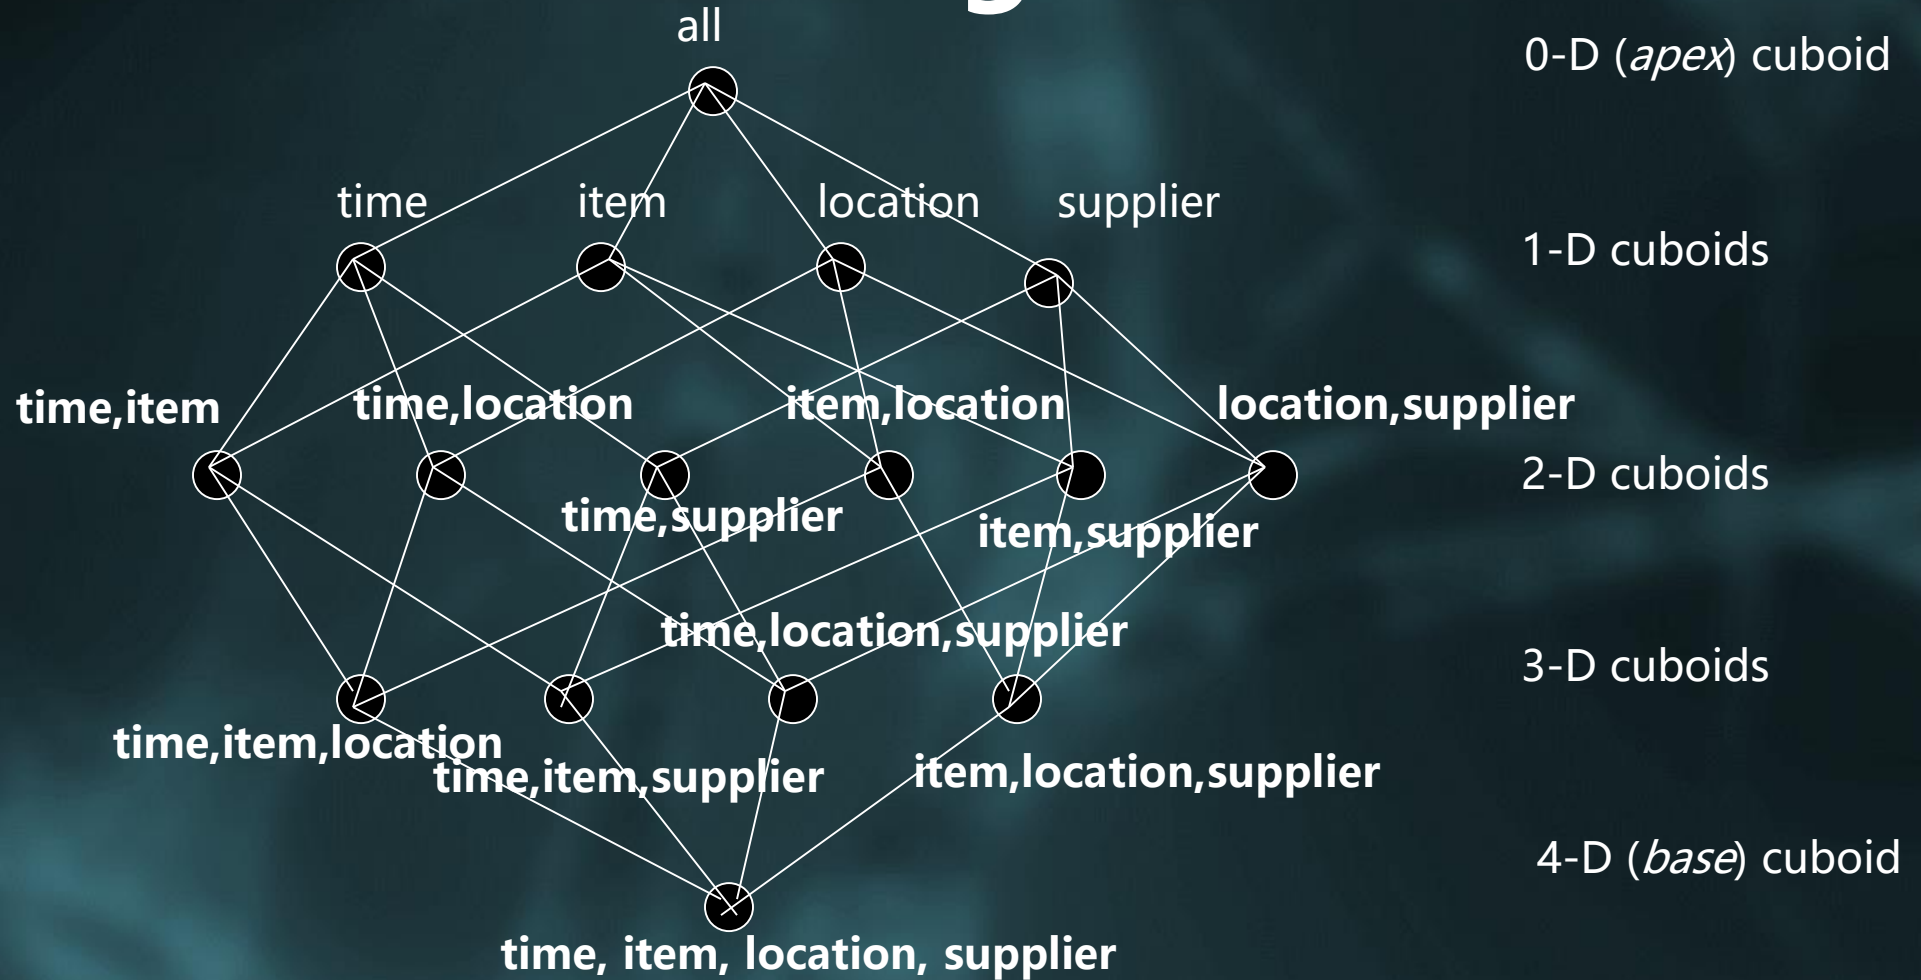 all
0-D (apex) cuboid
time item location supplier
1-D cuboids
time,item time,location item,location location,supplier
2-D cuboids
time,supplier item,supplier
time,location,supplier
3-D cuboids
time,item,location
time,item,supplier item,location,supplier
4-D (base) cuboid
time, item, location, supplier